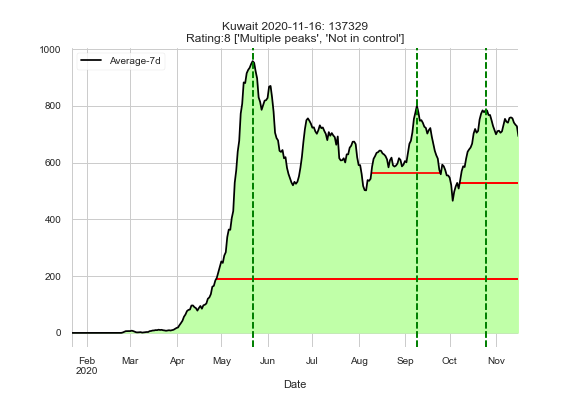 Kuwait 2020-11-16: 137329
Rating:8 ['Multiple peaks', 'Not in control']
Average-7d
1000
800
600
400
200
0
Feb Mar Apr May Jun Jul Aug Sep Oct Nov
2020
Date